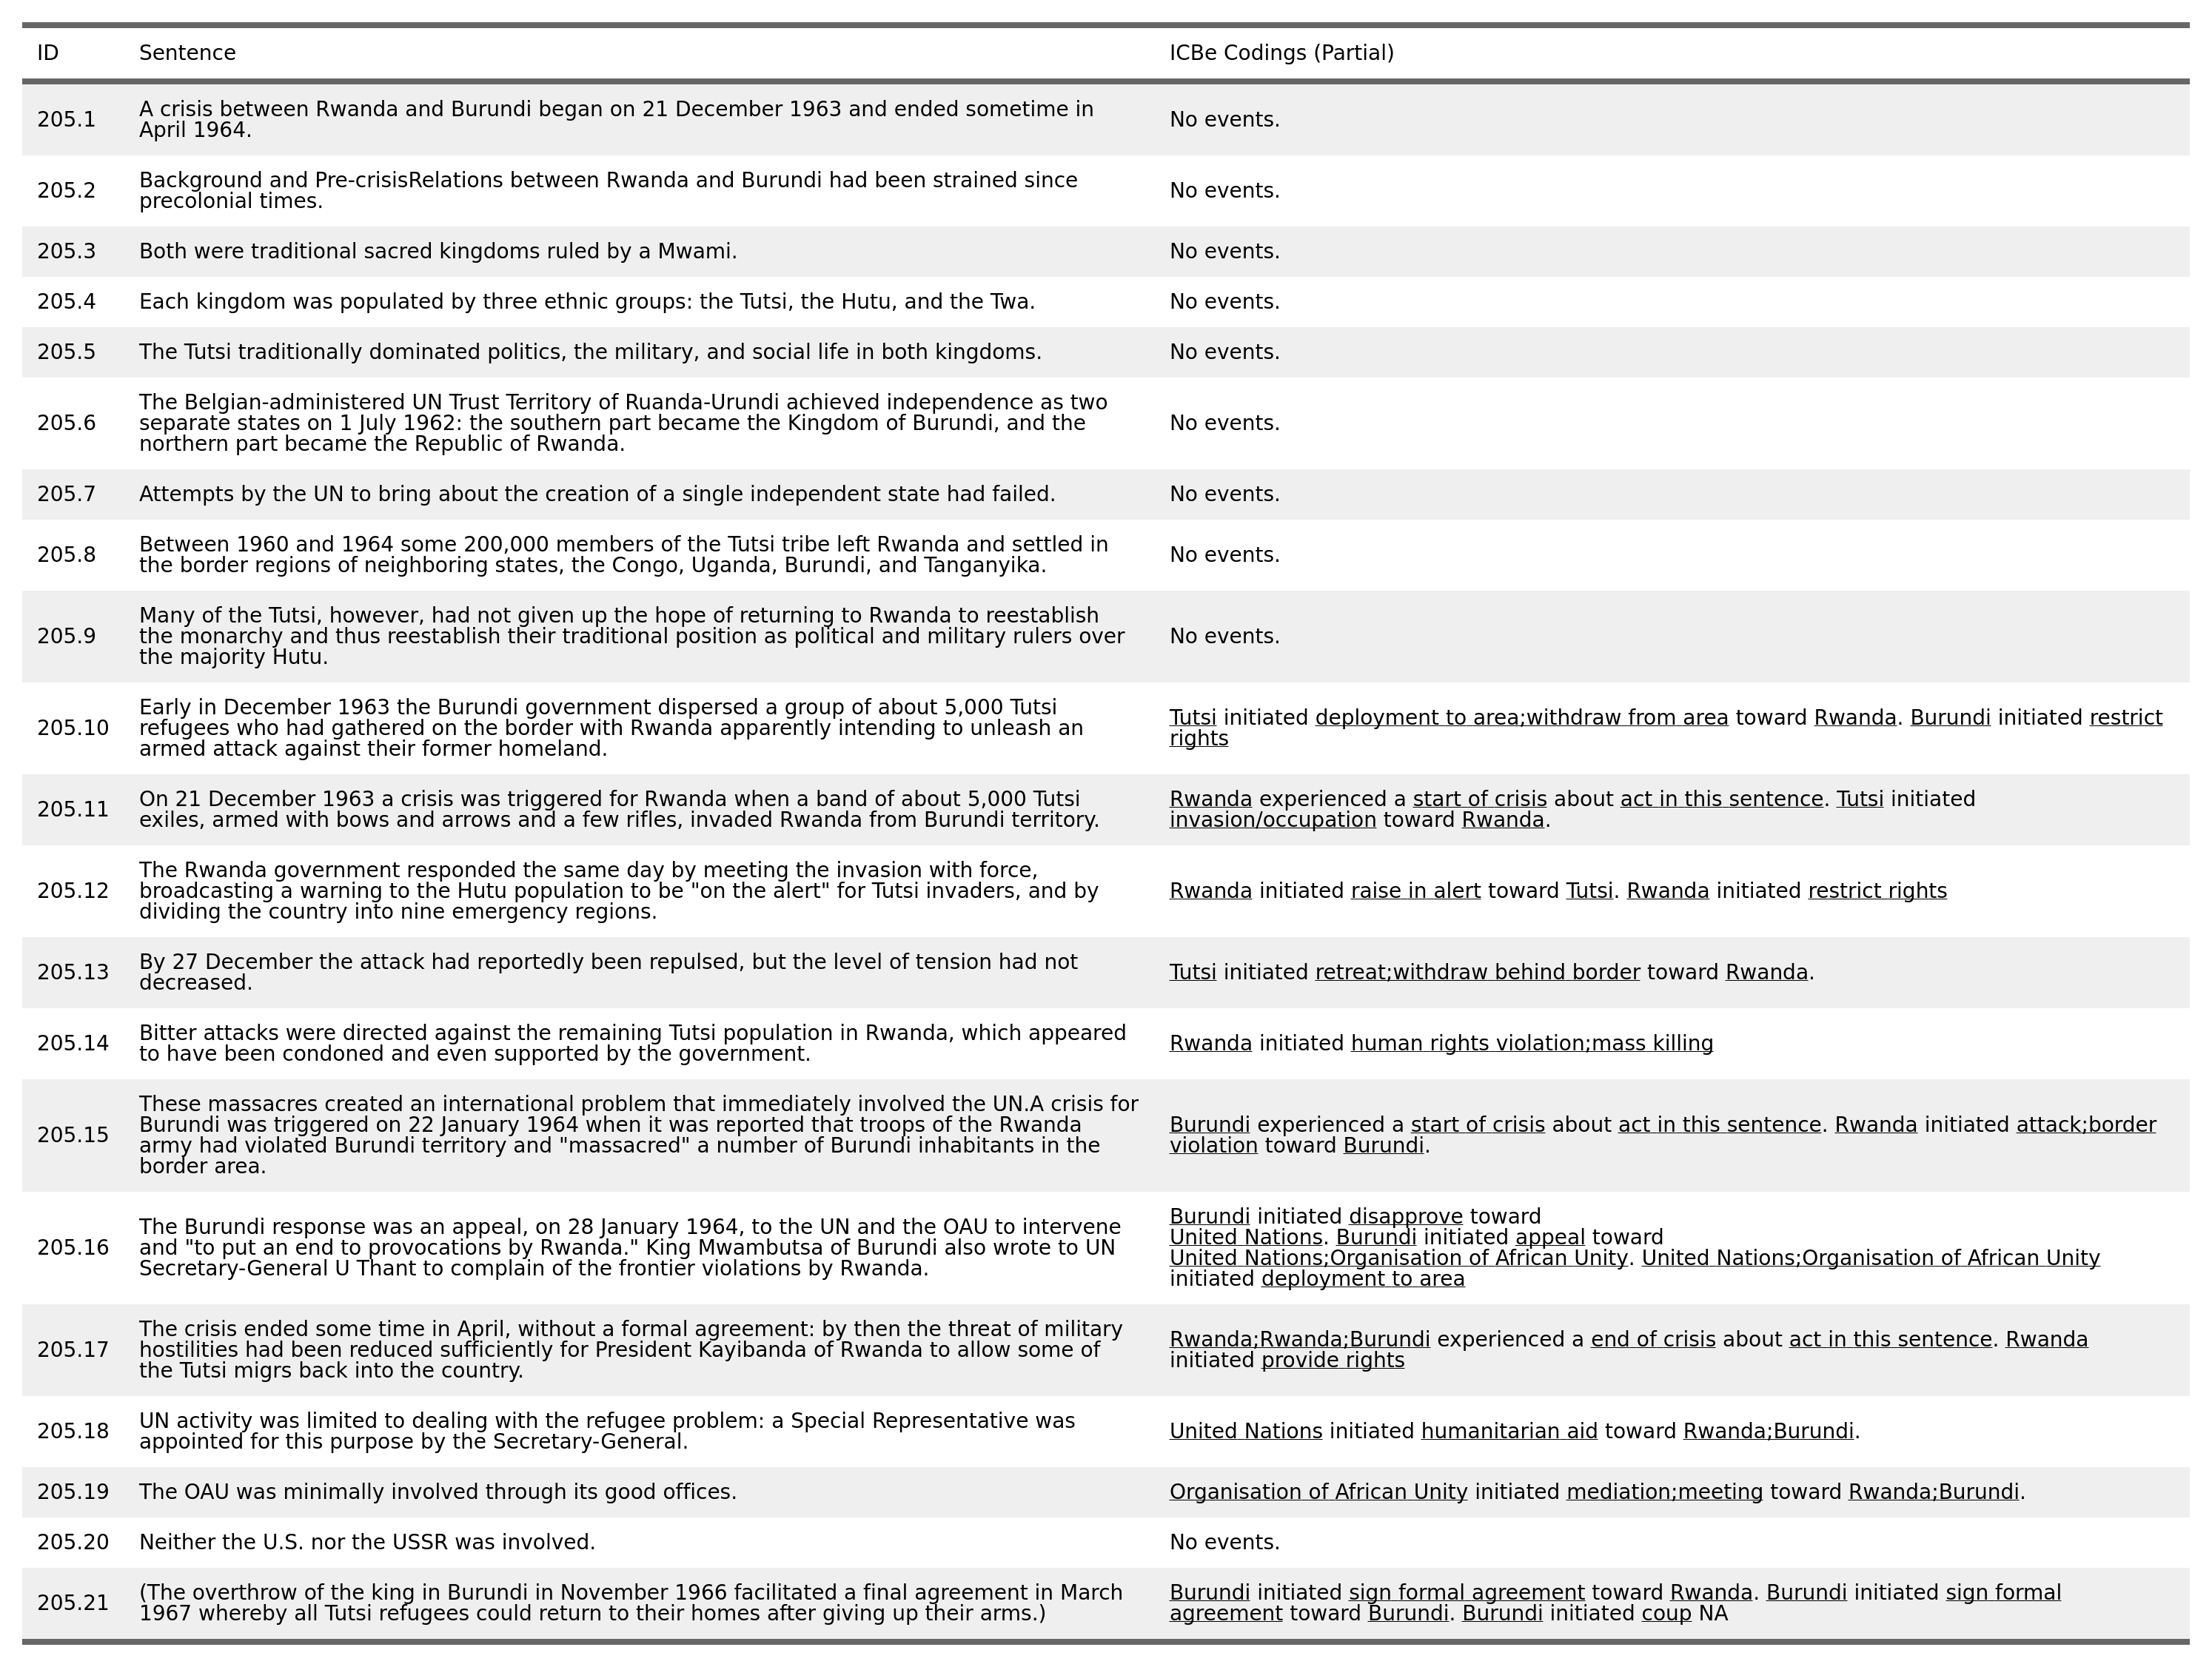 ID Sentence ICBe Codings (Partial)
205.1 A crisis between Rwanda and Burundi began on 21 December 1963 and ended sometime in
April 1964. No events.
205.2 Background and Pre-crisisRelations between Rwanda and Burundi had been strained since
precolonial times. No events.
205.3 Both were traditional sacred kingdoms ruled by a Mwami. No events.
205.4 Each kingdom was populated by three ethnic groups: the Tutsi, the Hutu, and the Twa. No events.
205.5 The Tutsi traditionally dominated politics, the military, and social life in both kingdoms. No events.
205.6 The Belgian-administered UN Trust Territory of Ruanda-Urundi achieved independence as two
separate states on 1 July 1962: the southern part became the Kingdom of Burundi, and the
northern part became the Republic of Rwanda. No events.
205.7 Attempts by the UN to bring about the creation of a single independent state had failed. No events.
205.8 Between 1960 and 1964 some 200,000 members of the Tutsi tribe left Rwanda and settled in
the border regions of neighboring states, the Congo, Uganda, Burundi, and Tanganyika. No events.
205.9 Many of the Tutsi, however, had not given up the hope of returning to Rwanda to reestablish
the monarchy and thus reestablish their traditional position as political and military rulers over
the majority Hutu. No events.
205.10 Early in December 1963 the Burundi government dispersed a group of about 5,000 Tutsi
refugees who had gathered on the border with Rwanda apparently intending to unleash an
armed attack against their former homeland.
Tutsi initiated deployment to area;withdraw from area toward Rwanda. Burundi initiated restrict
rights
205.11 On 21 December 1963 a crisis was triggered for Rwanda when a band of about 5,000 Tutsi
exiles, armed with bows and arrows and a few rifles, invaded Rwanda from Burundi territory.
Rwanda experienced a start of crisis about act in this sentence. Tutsi initiated
invasion/occupation toward Rwanda.
205.12 The Rwanda government responded the same day by meeting the invasion with force,
broadcasting a warning to the Hutu population to be "on the alert" for Tutsi invaders, and by
dividing the country into nine emergency regions.
Rwanda initiated raise in alert toward Tutsi. Rwanda initiated restrict rights
205.13 By 27 December the attack had reportedly been repulsed, but the level of tension had not
decreased.
Tutsi initiated retreat;withdraw behind border toward Rwanda.
205.14 Bitter attacks were directed against the remaining Tutsi population in Rwanda, which appeared
to have been condoned and even supported by the government.
Rwanda initiated human rights violation;mass killing
205.15 These massacres created an international problem that immediately involved the UN.A crisis for
Burundi was triggered on 22 January 1964 when it was reported that troops of the Rwanda
army had violated Burundi territory and "massacred" a number of Burundi inhabitants in the
border area.
Burundi experienced a start of crisis about act in this sentence. Rwanda initiated attack;border
violation toward Burundi.
205.16 The Burundi response was an appeal, on 28 January 1964, to the UN and the OAU to intervene
and "to put an end to provocations by Rwanda." King Mwambutsa of Burundi also wrote to UN
Secretary-General U Thant to complain of the frontier violations by Rwanda.
Burundi initiated disapprove toward
United Nations. Burundi initiated appeal toward
United Nations;Organisation of African Unity. United Nations;Organisation of African Unity
initiated deployment to area
205.17 The crisis ended some time in April, without a formal agreement: by then the threat of military
hostilities had been reduced sufficiently for President Kayibanda of Rwanda to allow some of
the Tutsi migrs back into the country.
Rwanda;Rwanda;Burundi experienced a end of crisis about act in this sentence. Rwanda
initiated provide rights
205.18 UN activity was limited to dealing with the refugee problem: a Special Representative was
appointed for this purpose by the Secretary-General.
United Nations initiated humanitarian aid toward Rwanda;Burundi.
205.19 The OAU was minimally involved through its good offices. Organisation of African Unity initiated mediation;meeting toward Rwanda;Burundi.
205.20 Neither the U.S. nor the USSR was involved. No events.
205.21 (The overthrow of the king in Burundi in November 1966 facilitated a final agreement in March
1967 whereby all Tutsi refugees could return to their homes after giving up their arms.)
Burundi initiated sign formal agreement toward Rwanda. Burundi initiated sign formal
agreement toward Burundi. Burundi initiated coup NA